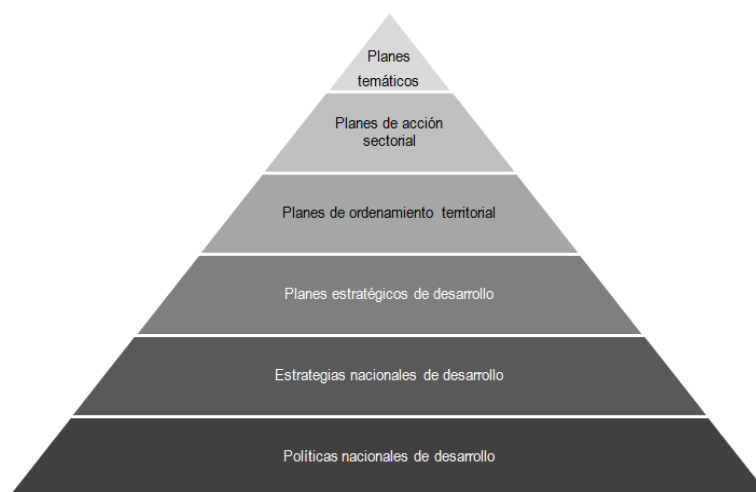 Planes
temáticos
Planes de acción
sectorial
Planes de ordenamiento territorial
Planes estratégicos de desarrollo
Estrategias nacionales de desarrollo
Políticas nacionales de desarrollo